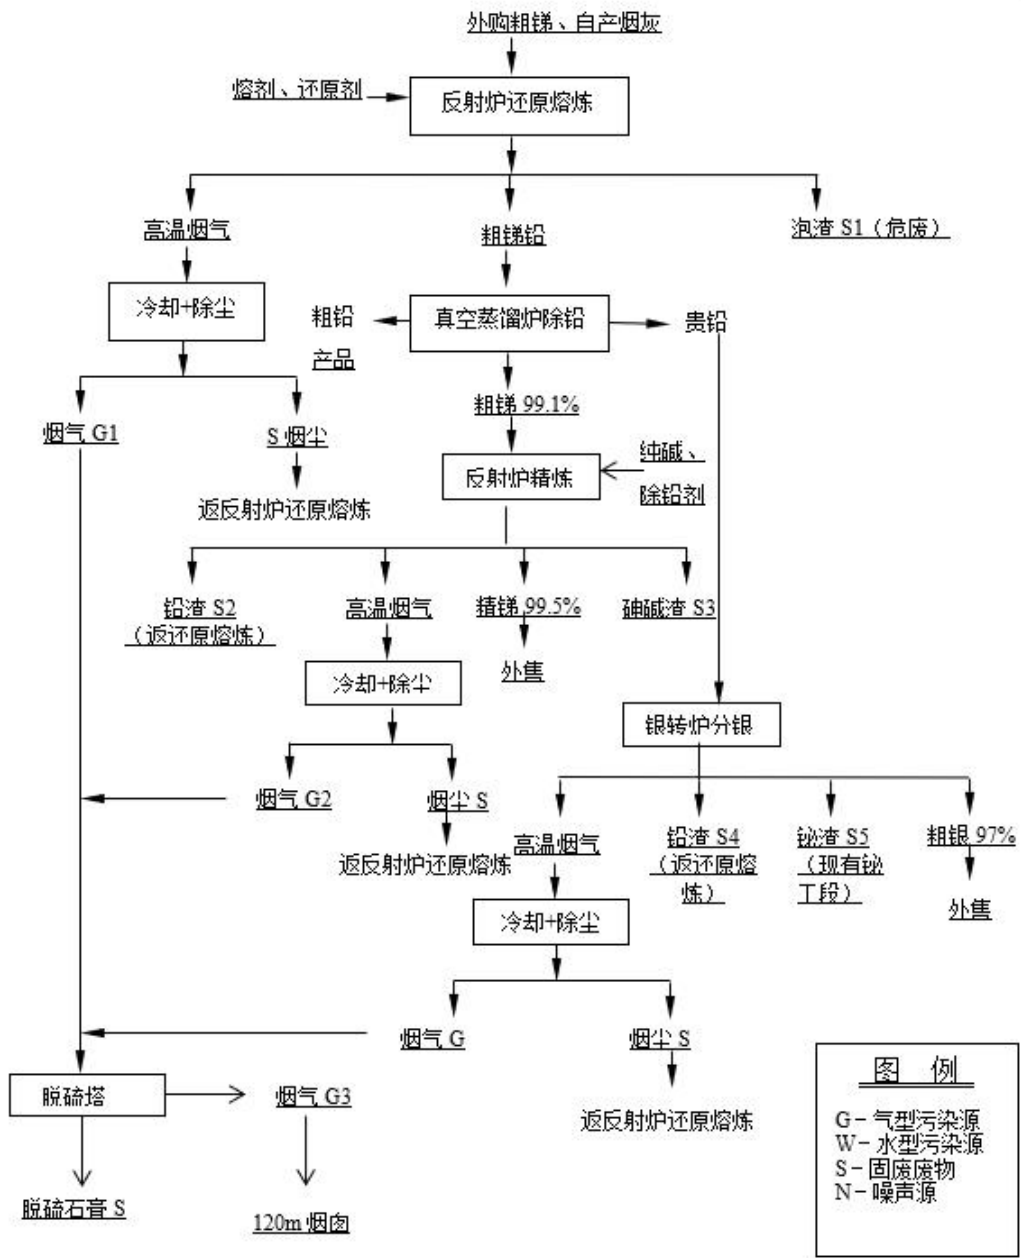 外购粗锑、自产烟灰
熔剂、还原剂
反射炉还原熔炼
高温烟气
粗锑铅
泡渣 S1（危废）
冷却+除尘
粗铅
产品
真空蒸馏炉除铅
贵铅
粗锑 99.1%
烟气 G1
S 烟尘
返反射炉还原熔炼
反射炉精炼
纯碱、
除铅剂
铅渣 S2
（返还原熔炼）
高温烟气
精锑 99.5%
砷碱渣 S3
外售
冷却+除尘
银转炉分银
烟气 G2
烟尘 S
返反射炉还原熔炼
高温烟气
铅渣 S4
（返还原熔
炼）
铋渣 S5
（现有铋
工段）
粗银 97%
外售
冷却+除尘
烟气 G
烟尘 S
返反射炉还原熔炼
脱硫塔
烟气 G3
脱硫石膏 S
120m 烟囱
图 例
G－气型污染源
W－水型污染源
S－固废废物
N－噪声源